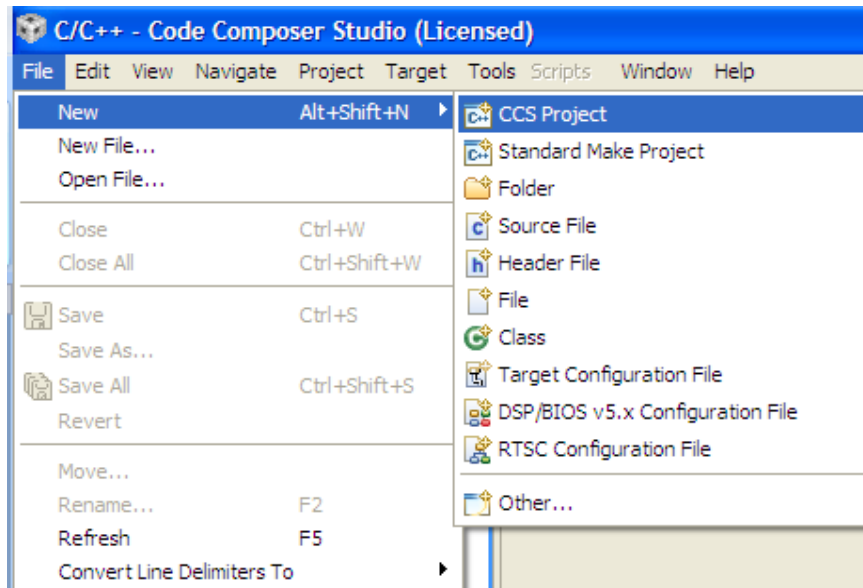 C/C++ - Code Composer Studio (Licensed)
File Edit View Navigate Project Target Tools Scripts Window Help
New Alt+Shift+N
New File...
Open File...
Close Ctrl+W
Close All Ctrl+Shift+W
Save Ctrl+S
Save As...
Save All Ctrl+Shift+S
Revert
Move...
Rename... F2
Refresh F5
Convert Line Delimiters To
CCS Project
Standard Make Project
Folder
Source File
Header File
File
Class
Target Configuration File
DSP/BIOS v5.x Configuration File
RTSC Configuration File
Other...